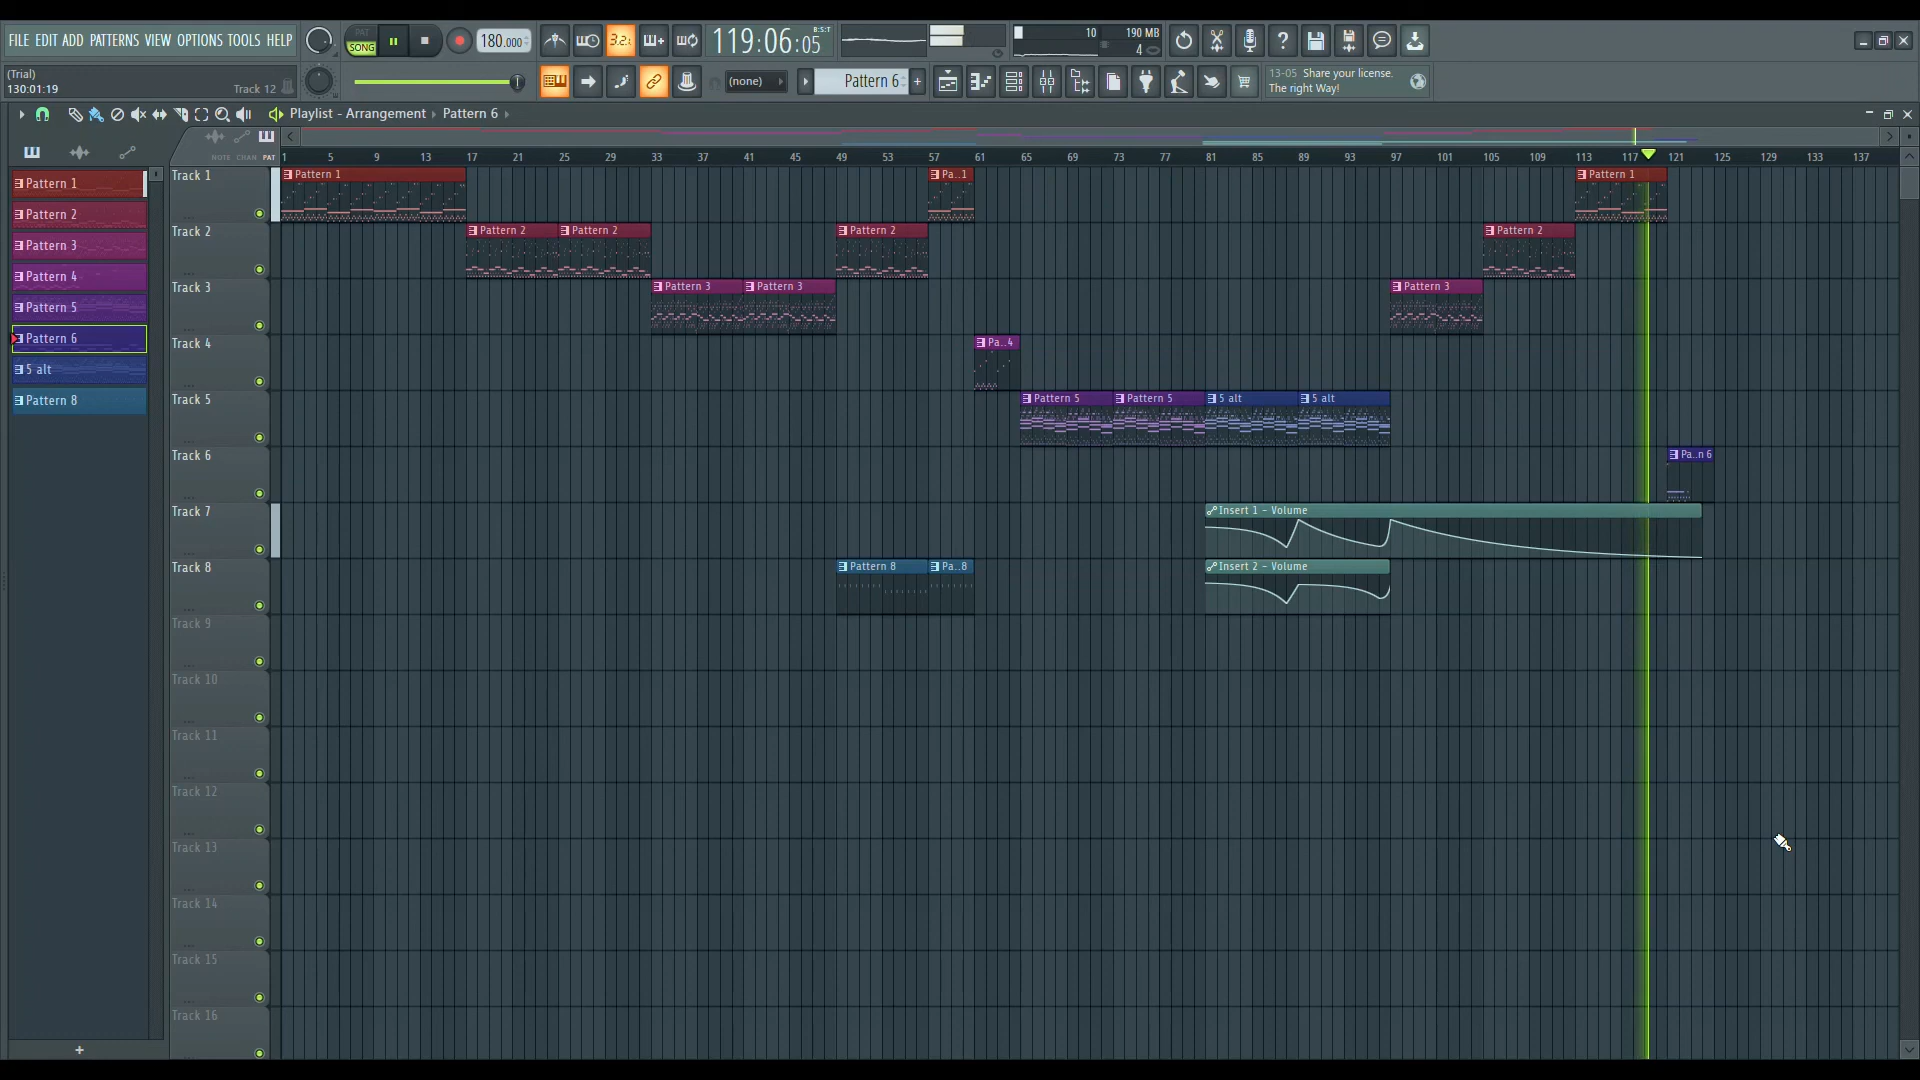 FILE EDIT ADD PATTERNS VIEW OPTIONS TOOLS HELP
PAT
SONG
180.000
3.2.
119:06:05
B:S:T
10
190 MB
4
(Trial)
130:01:19
Track 12
(none)
Pattern 6
13-05 Share your license.
The right Way!
Playlist - Arrangement › Pattern 6 ›
NOTE CHAN PAT
1 5 9 13 17 21 25 29 33 37 41 45 49 53 57 61 65 69 73 77 81 85 89 93 97 101 105 109 113 117 121 125 129 133 137
Pattern 1
Pattern 2
Pattern 3
Pattern 4
Pattern 5
Pattern 6
5 alt
Pattern 8
+
Track 1
Pattern 1
Pa..1
Pattern 1
Track 2
Pattern 2
Pattern 2
Pattern 2
Pattern 2
Track 3
Pattern 3
Pattern 3
Pattern 3
Track 4
Pa..4
Track 5
Pattern 5
Pattern 5
5 alt
5 alt
Track 6
Pa..n 6
Track 7
Insert 1 - Volume
Track 8
Pattern 8
Pa..8
Insert 2 - Volume
Track 9
Track 10
Track 11
Track 12
Track 13
Track 14
Track 15
Track 16